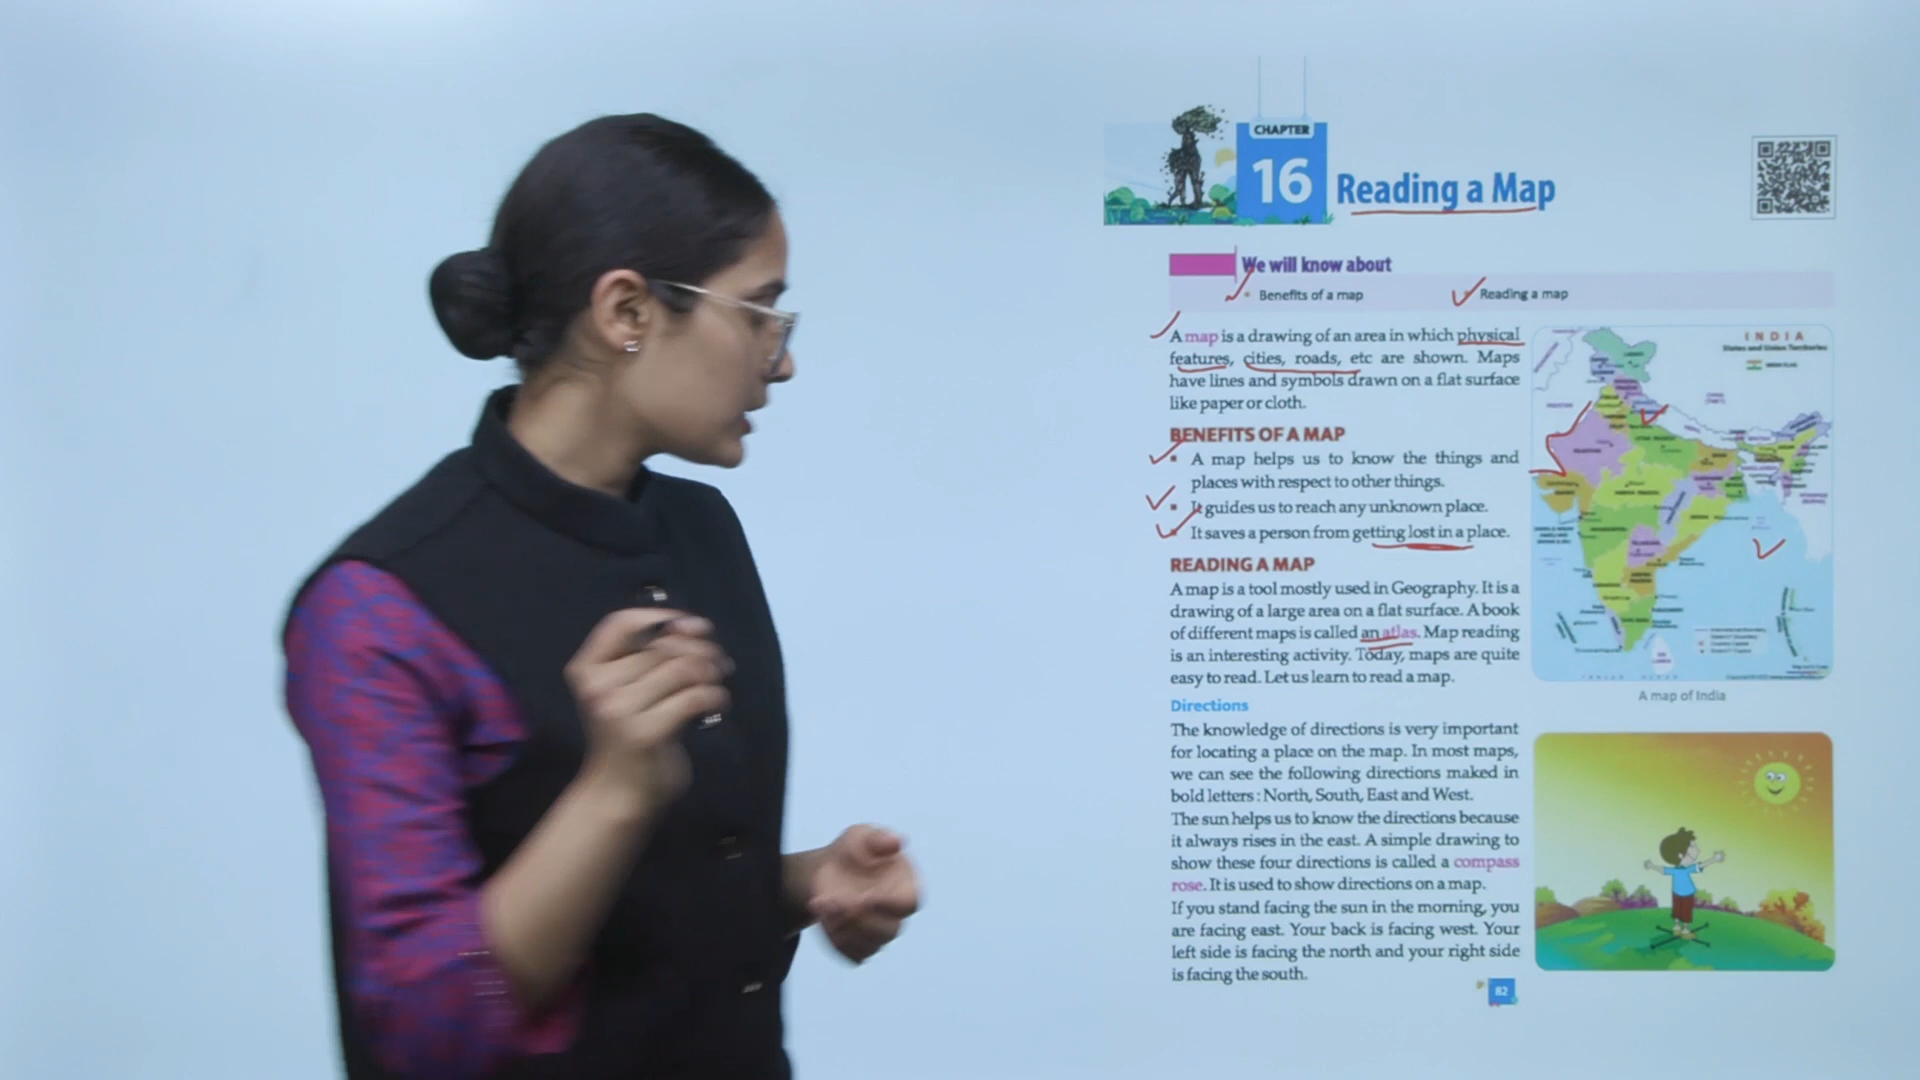 CHAPTER
16
Reading a Map
We will know about
Benefits of a map
Reading a map
A map is a drawing of an area in which physical
features, cities, roads, etc are shown. Maps
have lines and symbols drawn on a flat surface
like paper or cloth.
BENEFITS OF A MAP
A map helps us to know the things and
places with respect to other things.
It guides us to reach any unknown place.
It saves a person from getting lost in a place.
READING A MAP
A map is a tool mostly used in Geography. It is a
drawing of a large area on a flat surface. A book
of different maps is called an atlas. Map reading
is an interesting activity. Today, maps are quite
easy to read. Let us learn to read a map.
Directions
The knowledge of directions is very important
for locating a place on the map. In most maps,
we can see the following directions maked in
bold letters : North, South, East and West.
The sun helps us to know the directions because
it always rises in the east. A simple drawing to
show these four directions is called a compass
rose. It is used to show directions on a map.
If you stand facing the sun in the morning, you
are facing east. Your back is facing west. Your
left side is facing the north and your right side
is facing the south.
INDIA
States and Union Territories
A map of India
82